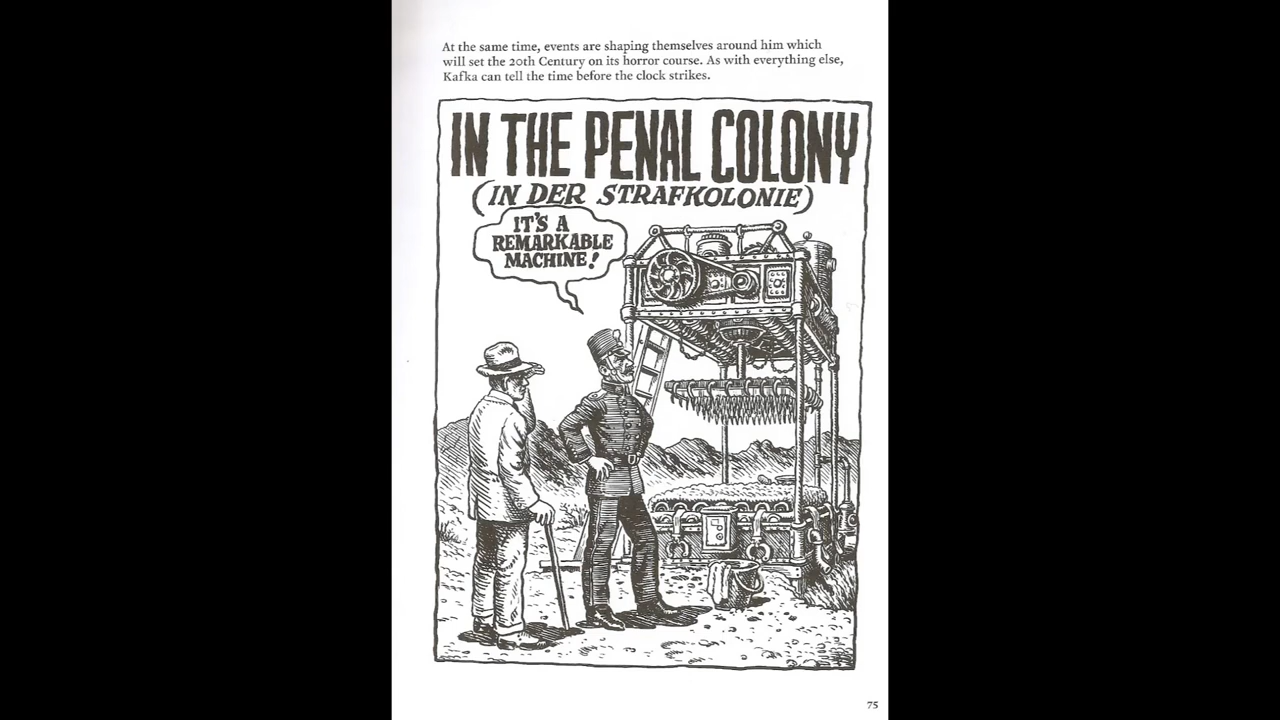 At the same time, events are shaping themselves around him which
will set the 20th Century on its horror course. As with everything else,
Kafka can tell the time before the clock strikes.
IN THE PENAL COLONY
(IN DER STRAFKOLONIE)
IT'S A
REMARKABLE
MACHINE!
75